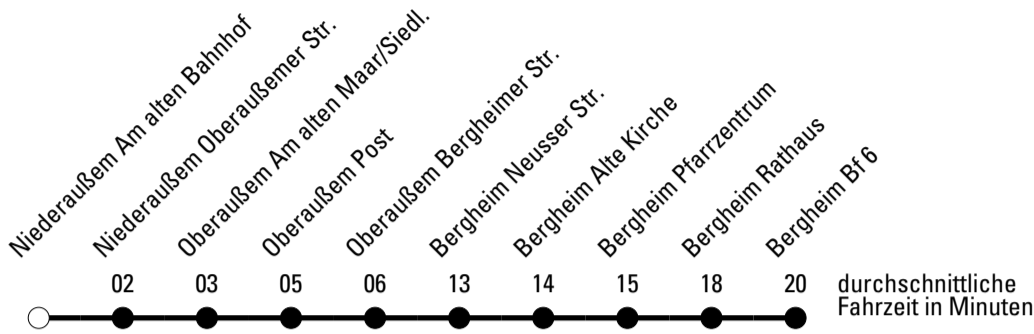 Niederaußem Am alten Bahnhof
Niederaußem Oberaußemer Str.
Oberaußem Am alten Maar/Siedl.
Oberaußem Post
Oberaußem Bergheimer Str.
Bergheim Neusser Str.
Bergheim Alte Kirche
Bergheim Pfarrzentrum
Bergheim Rathaus
Bergheim Bf 6
02 03 05 06 13 14 15 18 20
durchschnittliche
Fahrzeit in Minuten